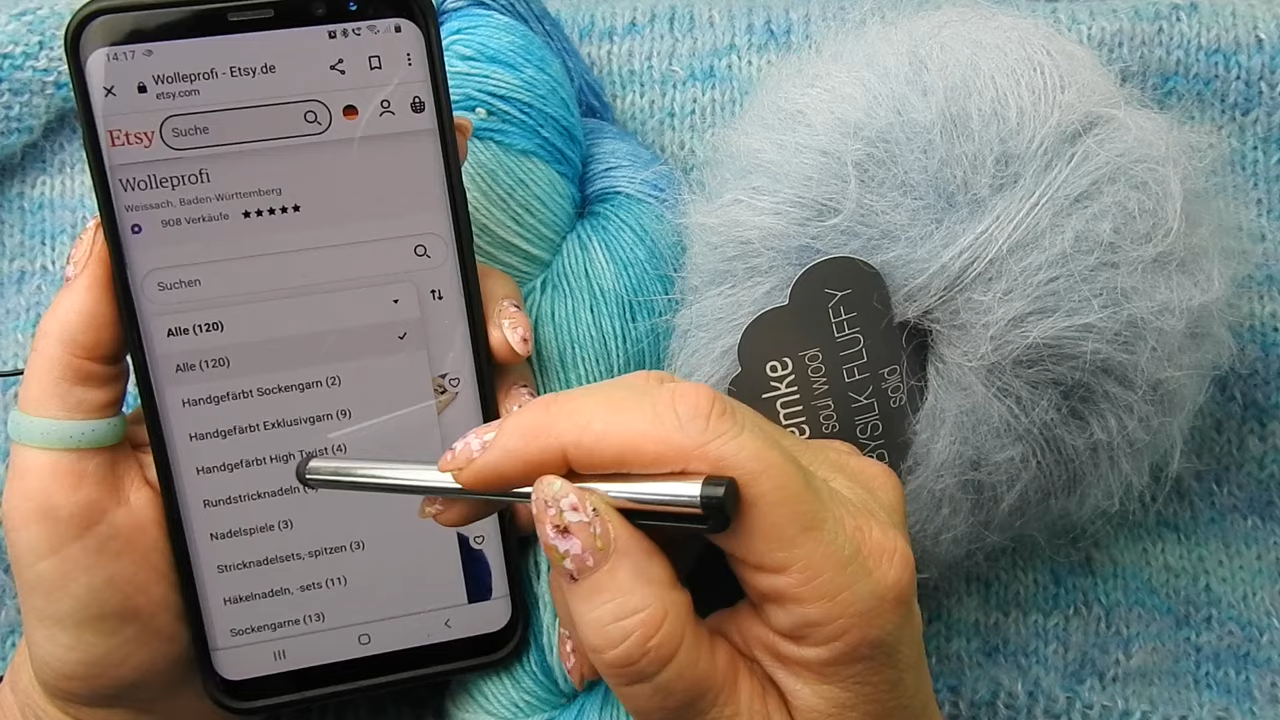 14:17
Wolleprofi - Etsy.de
etsy.com
Etsy
Suche
Wolleprofi
Weissach, Baden-Württemberg
908 Verkäufe ★★★★★
Suchen
Alle (120)
Alle (120)
Handgefärbt Sockengarn (2)
Handgefärbt Exklusivgarn (9)
Handgefärbt High Twist (4)
Rundstricknadeln
Nadelspiele (3)
Stricknadelsets,-spitzen (3)
Häkelnadeln, -sets (11)
Sockengarne (13)
emke
soul wool
BYSILK FLUFFY
solid